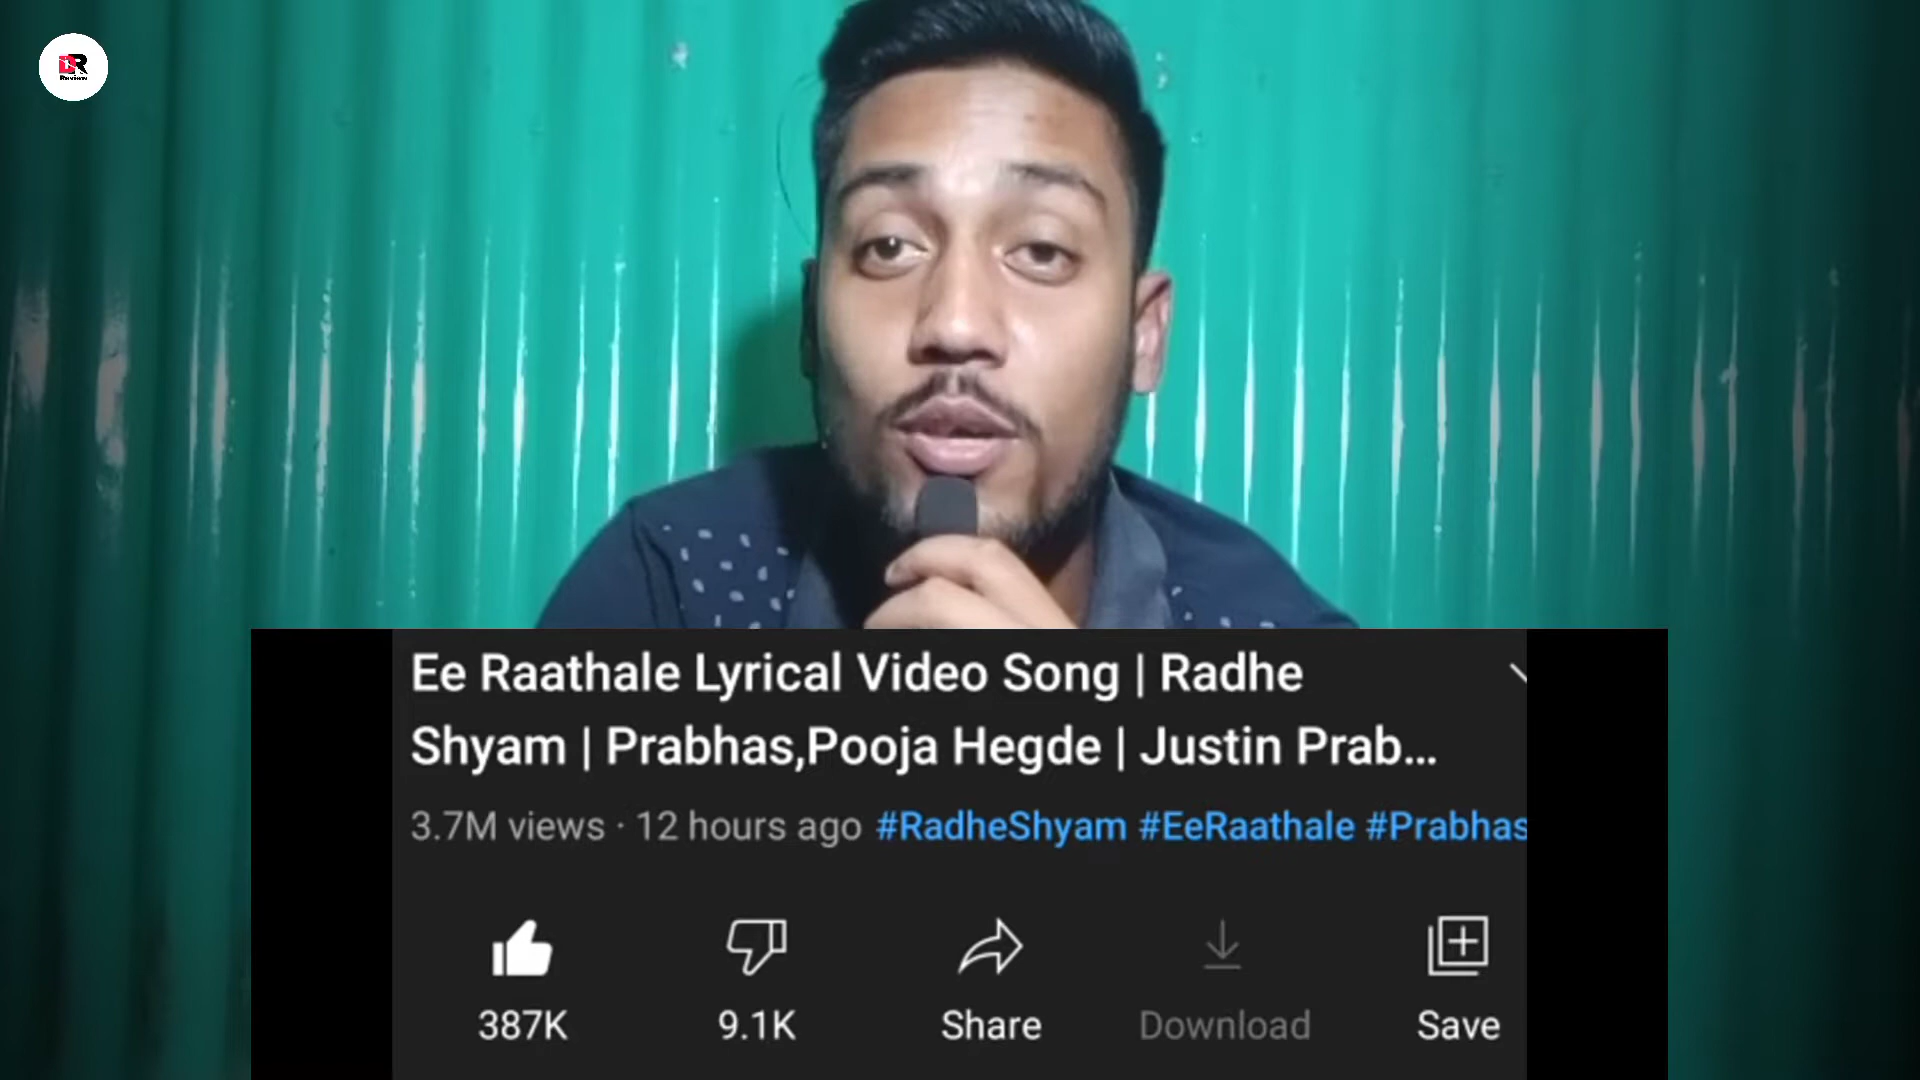 DR
Ee Raathale Lyrical Video Song | Radhe
Shyam | Prabhas,Pooja Hegde | Justin Prab...
3.7M views · 12 hours ago #RadheShyam #EeRaathale #Prabhas
387K 9.1K Share Download Save